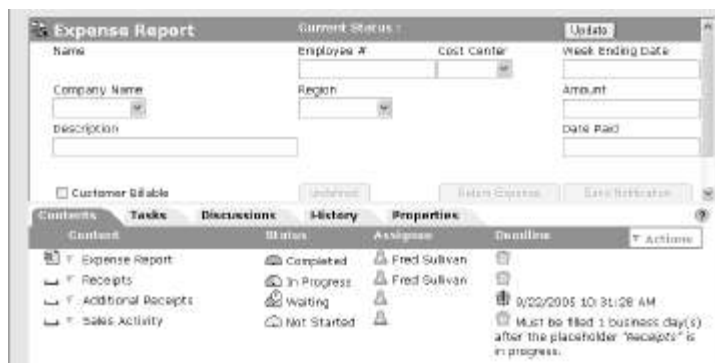 Expense Report Current Status : Update
Name Employee # Cost Center Week Ending Date
Company Name Region Amount
Description Date Paid
Customer Billable Undefined Return Expense Send Notification
Contents Tasks Discussions History Properties
Content Status Assignee Deadline Actions
Expense Report Completed Fred Sullivan
Receipts In Progress Fred Sullivan
Additional Receipts Waiting 9/22/2005 10:31:28 AM
Sales Activity Not Started Must be filled 1 business day(s)
after the placeholder "Receipts" is
in progress.